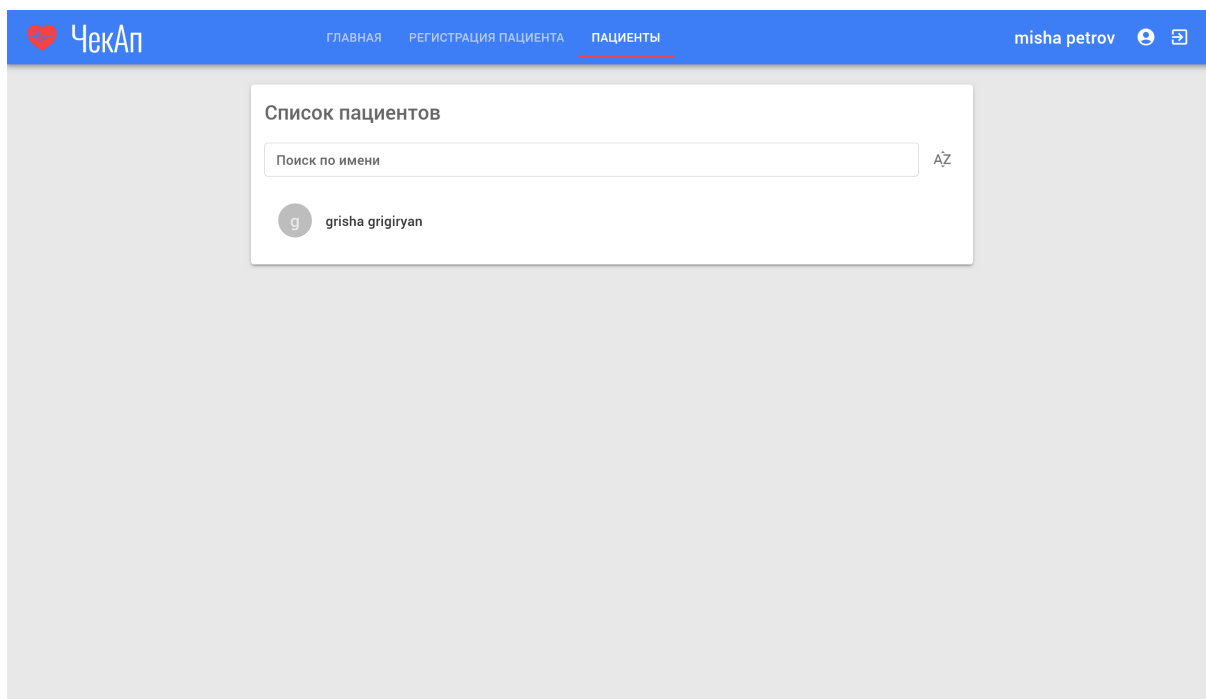 ЧекАп
ГЛАВНАЯ РЕГИСТРАЦИЯ ПАЦИЕНТА ПАЦИЕНТЫ
misha petrov
Список пациентов
Поиск по имени
AZ
g grisha grigiryan